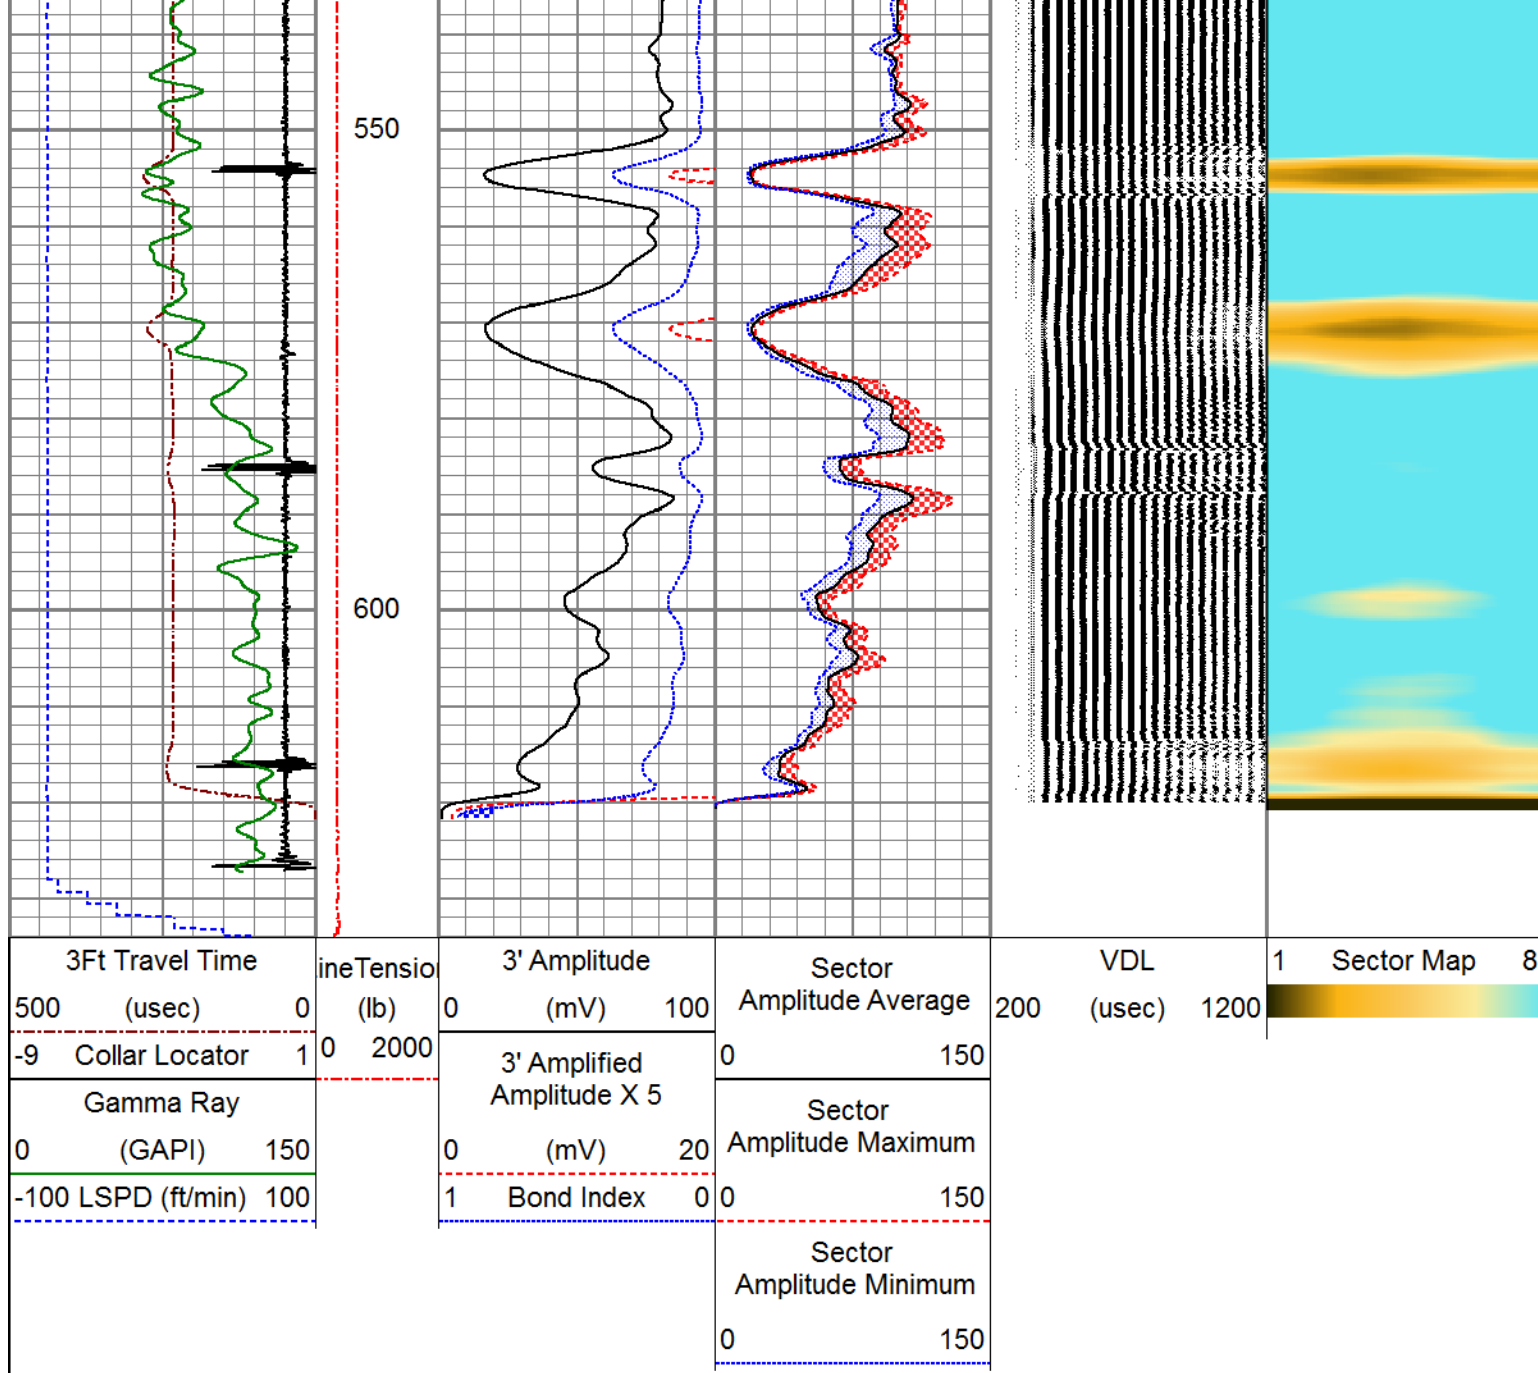 550
600
3Ft Travel Time
500 (usec) 0
-9 Collar Locator 1
Gamma Ray
0 (GAPI) 150
-100 LSPD (ft/min) 100
ineTension
(lb)
0 2000
3' Amplitude
0 (mV) 100
3' Amplified
Amplitude X 5
0 (mV) 20
1 Bond Index 0
Sector
Amplitude Average
0 150
Sector
Amplitude Maximum
0 150
Sector
Amplitude Minimum
0 150
VDL
200 (usec) 1200
1 Sector Map 8